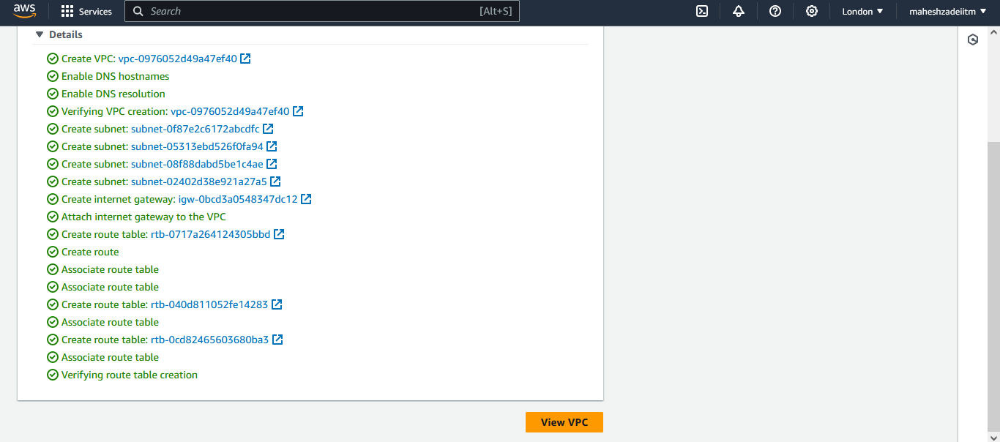 aws
Services
Search
[Alt+S]
London
maheshzadeiitm
Details
Create VPC: vpc-0976052d49a47ef40
Enable DNS hostnames
Enable DNS resolution
Verifying VPC creation: vpc-0976052d49a47ef40
Create subnet: subnet-0f87e2c6172abcdfc
Create subnet: subnet-05313ebd526f0fa94
Create subnet: subnet-08f88dabd5be1c4ae
Create subnet: subnet-02402d38e921a27a5
Create internet gateway: igw-0bcd3a0548347dc12
Attach internet gateway to the VPC
Create route table: rtb-0717a264124305bbd
Create route
Associate route table
Associate route table
Create route table: rtb-040d811052fe14283
Associate route table
Create route table: rtb-0cd82465603680ba3
Associate route table
Verifying route table creation
View VPC